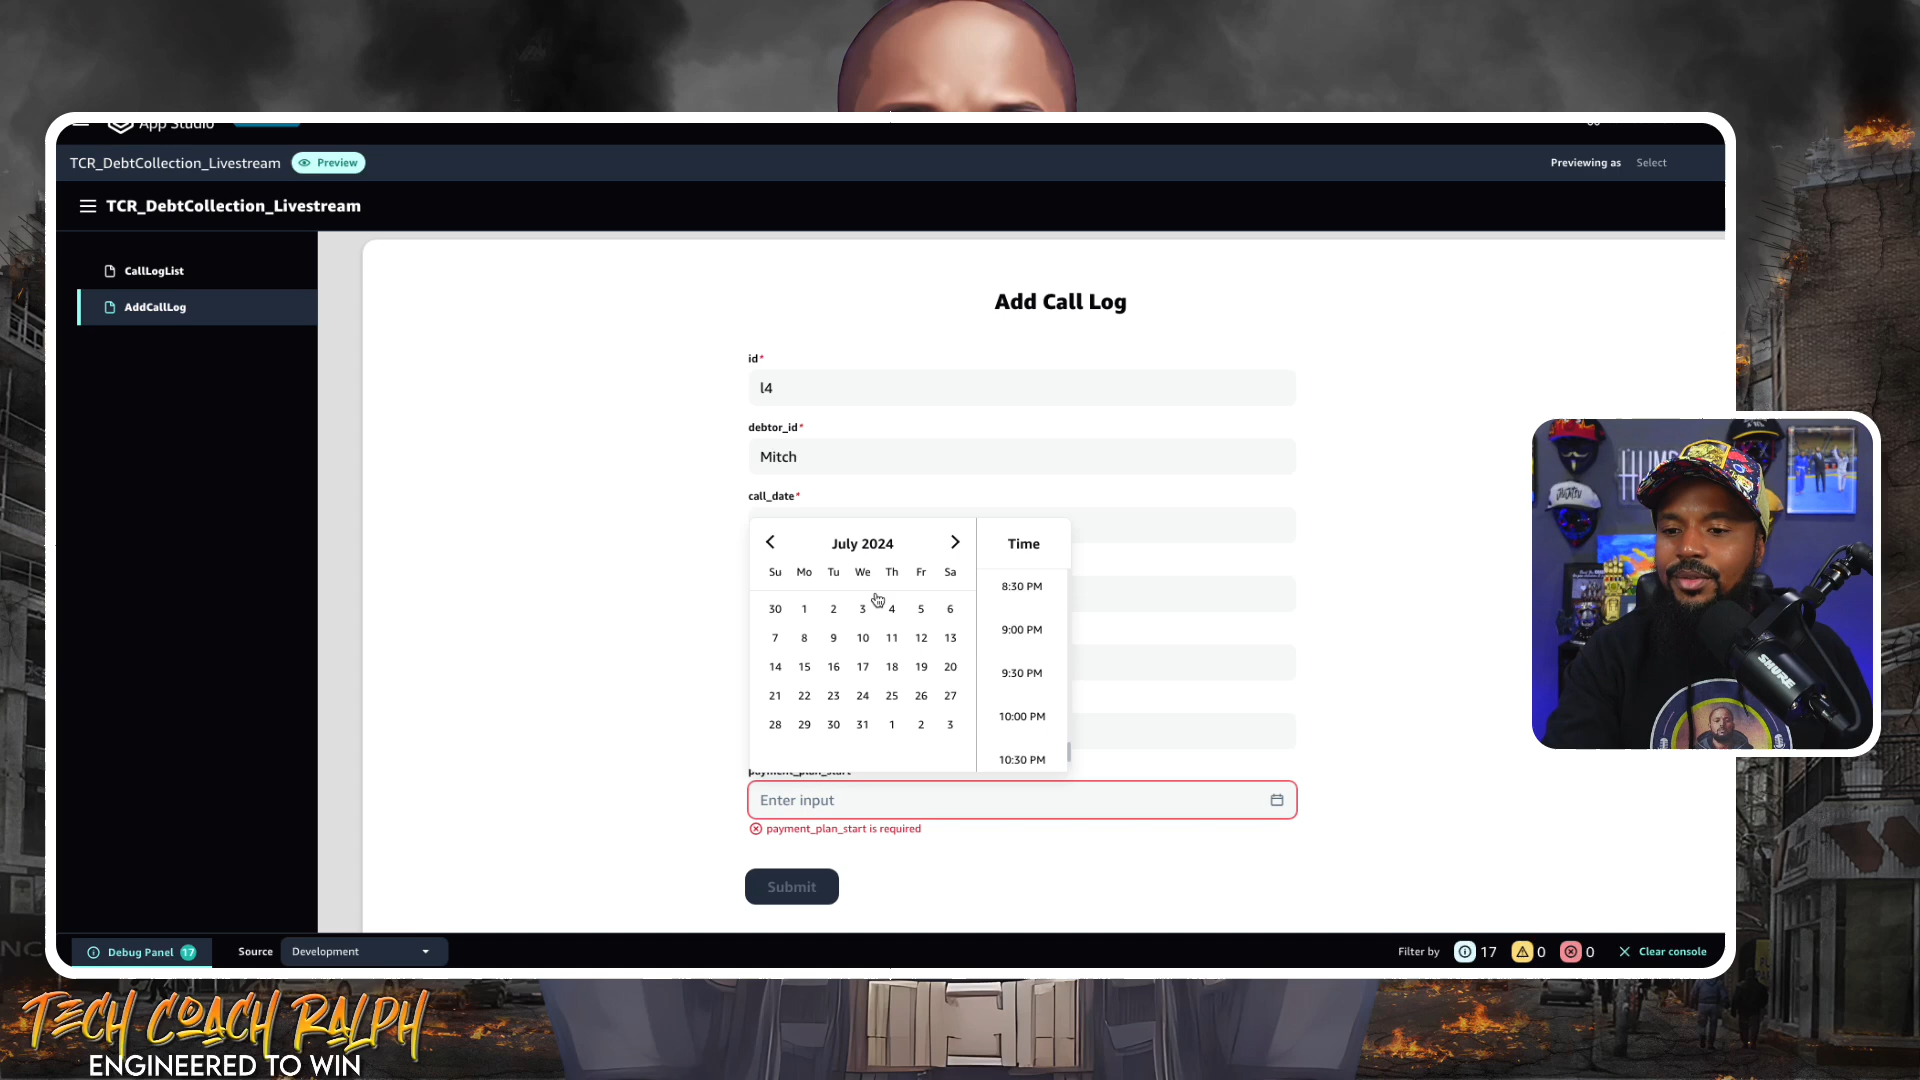 App Studio
TCR_DebtCollection_Livestream Preview
Previewing as Select
TCR_DebtCollection_Livestream
CallLogList
AddCallLog
Add Call Log
id*
l4
debtor_id*
Mitch
call_date*
July 2024
Time
Su Mo Tu We Th Fr Sa
30 1 2 3 4 5 6
7 8 9 10 11 12 13
14 15 16 17 18 19 20
21 22 23 24 25 26 27
28 29 30 31 1 2 3
8:30 PM
9:00 PM
9:30 PM
10:00 PM
10:30 PM
payment_plan_start
Enter input
payment_plan_start is required
Submit
Debug Panel 17
Source Development
Filter by 17 0 0 Clear console
SHURE
TECH COACH RALPH
ENGINEERED TO WIN